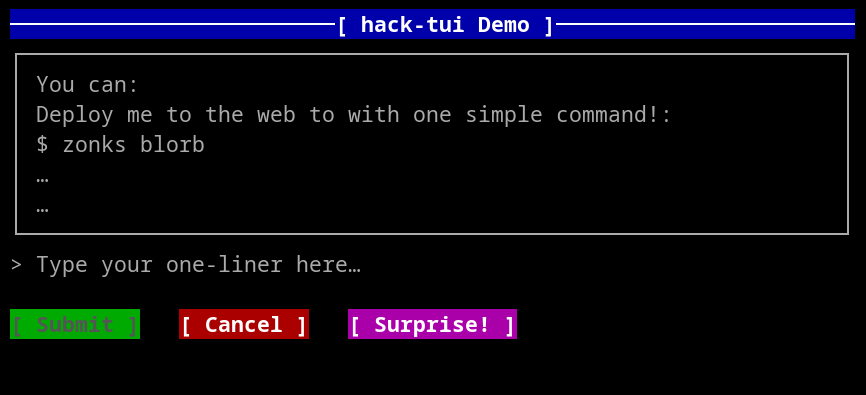 [ hack-tui Demo ]
You can:
Deploy me to the web to with one simple command!:
$ zonks blorb
…
…
> Type your one-liner here…
[ Submit ] [ Cancel ] [ Surprise! ]